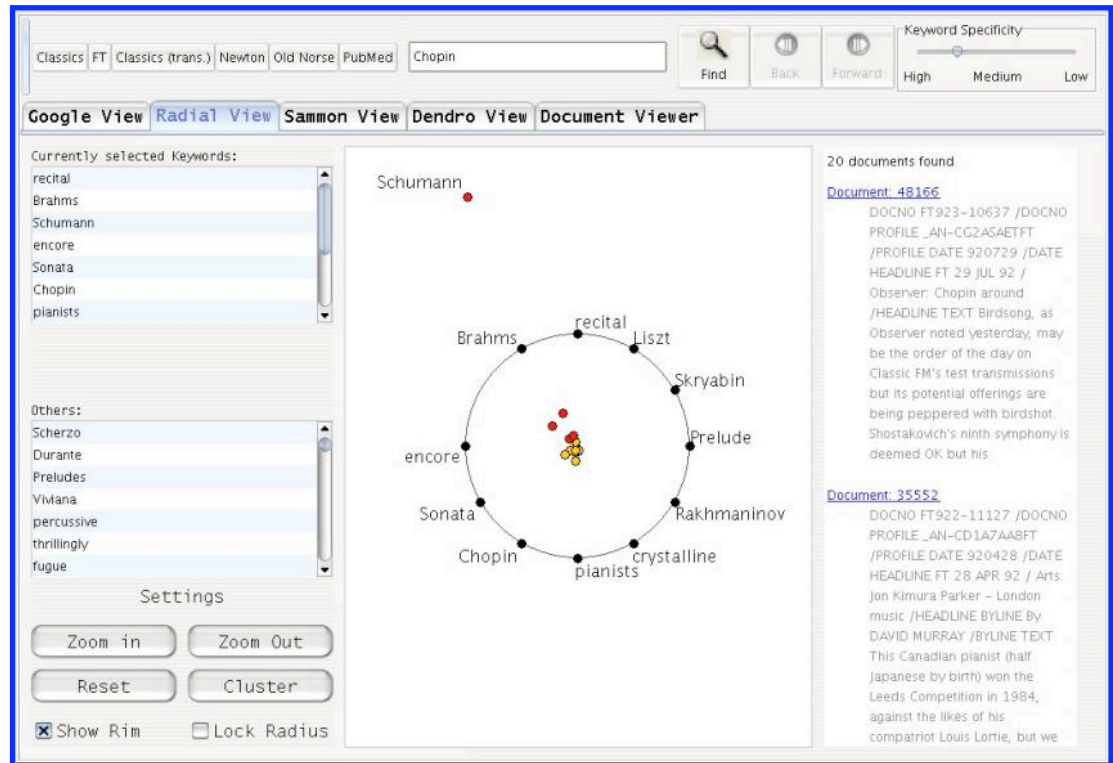 Classics FT Classics (trans.) Newton Old Norse PubMed Chopin
Find Back Forward
Keyword Specificity
High Medium Low
Google View Radial View Sammon View Dendro View Document Viewer
Currently selected Keywords:
recital
Brahms
Schumann
encore
Sonata
Chopin
pianists
Others:
Scherzo
Durante
Preludes
Viviana
percussive
thrillingly
fugue
Settings
Zoom in Zoom Out
Reset Cluster
Show Rim Lock Radius
Schumann
recital
Brahms Liszt
Skryabin
encore Prelude
Sonata Rakhmaninov
Chopin crystalline
pianists
20 documents found
Document: 48166
DOCNO FT923-10637 /DOCNO
PROFILE _AN-CG2ASAETFT
/PROFILE DATE 920729 /DATE
HEADLINE FT 29 JUL 92 /
Observer: Chopin around
/HEADLINE TEXT Birdsong, as
Observer noted yesterday, may
be the order of the day on
Classic FM's test transmissions
but its potential offerings are
being peppered with birdshot.
Shostakovich's ninth symphony is
deemed OK but his
Document: 35552
DOCNO FT922-11127 /DOCNO
PROFILE _AN-CD1A7AA8FT
/PROFILE DATE 920428 /DATE
HEADLINE FT 28 APR 92 / Arts:
Jon Kimura Parker - London
music /HEADLINE BYLINE By
DAVID MURRAY /BYLINE TEXT
This Canadian pianist (half
Japanese by birth) won the
Leeds Competition in 1984,
against the likes of his
compatriot Louis Lortie, but we